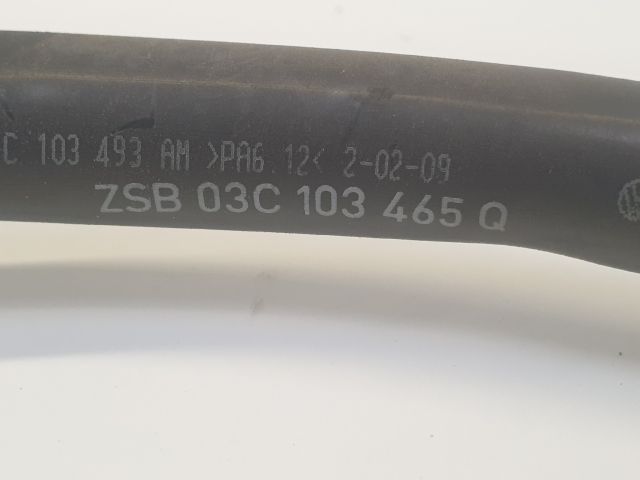 C 103 493 AM >PA6.12< 2-02-09
ZSB 03C 103 465 Q